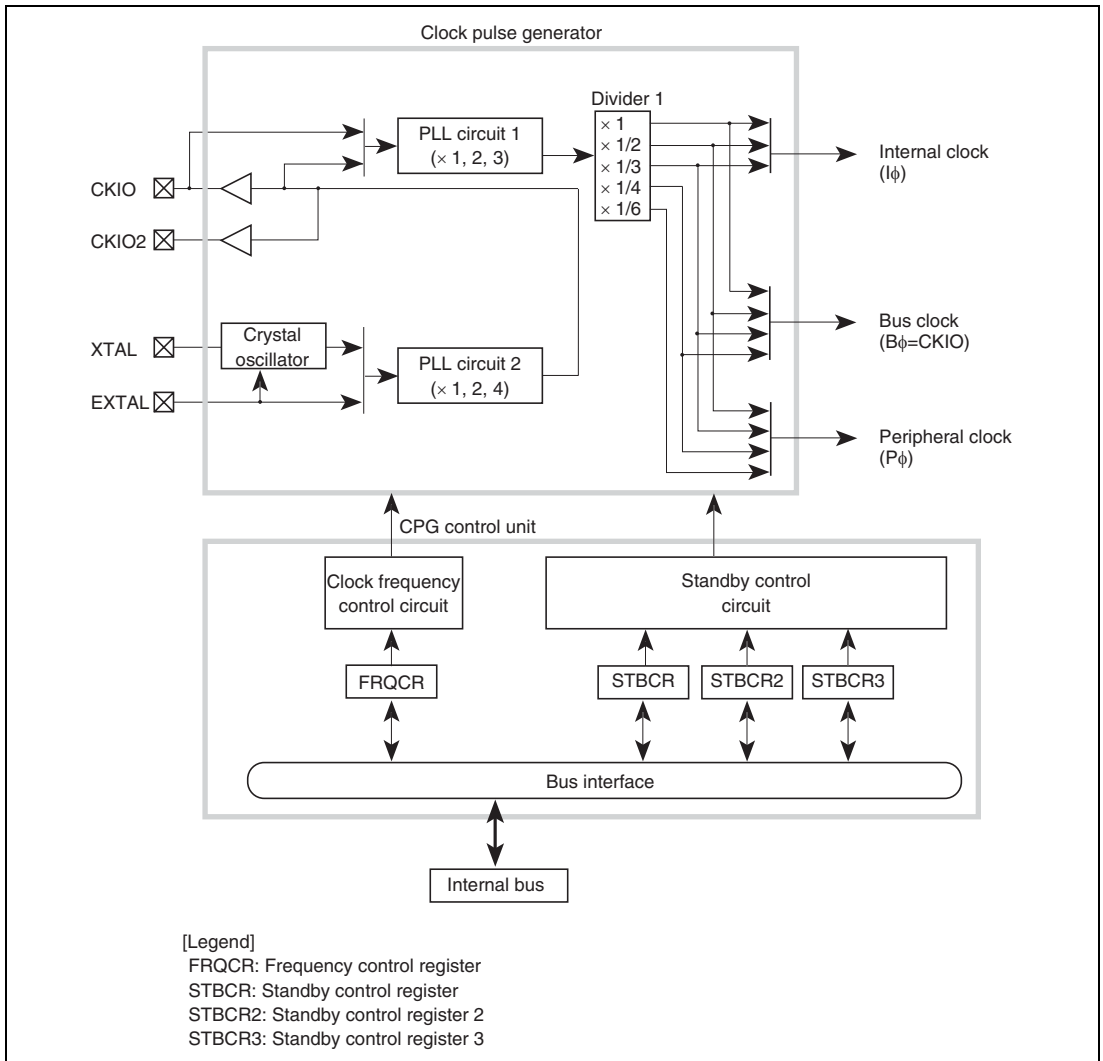 Clock pulse generator
Divider 1
× 1
× 1/2
× 1/3
× 1/4
× 1/6
PLL circuit 1
(× 1, 2, 3)
Internal clock
(Iϕ)
CKIO
CKIO2
Bus clock
(Bϕ=CKIO)
XTAL
Crystal
oscillator
EXTAL
PLL circuit 2
(× 1, 2, 4)
Peripheral clock
(Pϕ)
CPG control unit
Clock frequency
control circuit
Standby control
circuit
FRQCR
STBCR
STBCR2
STBCR3
Bus interface
Internal bus
[Legend]
FRQCR: Frequency control register
STBCR: Standby control register
STBCR2: Standby control register 2
STBCR3: Standby control register 3